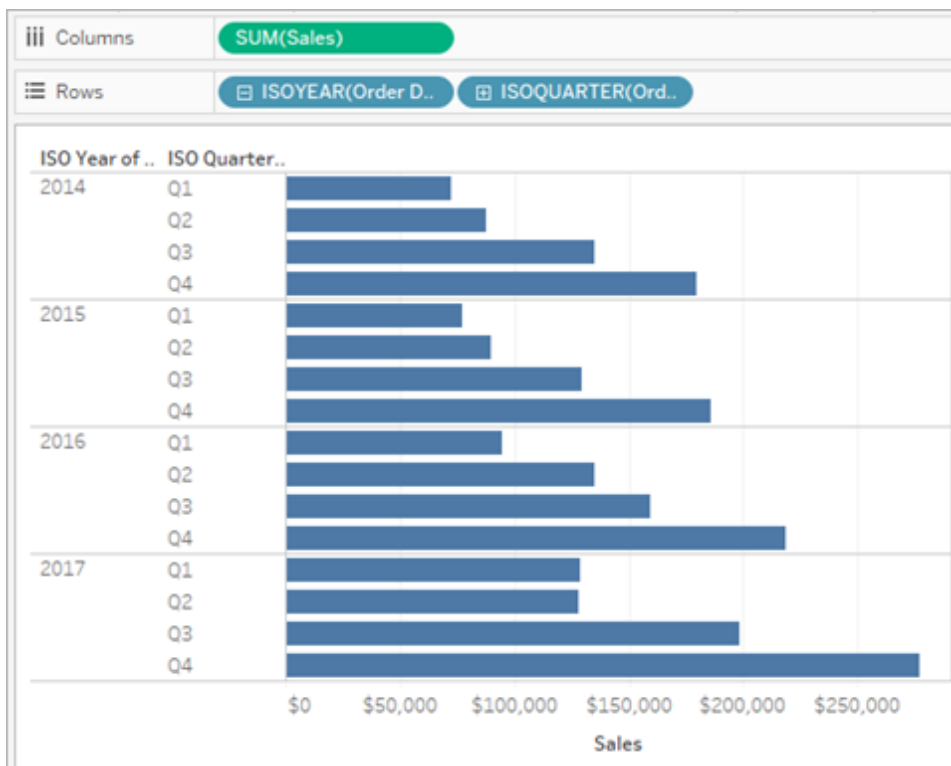 Columns SUM(Sales)
Rows ISOYEAR(Order D.. ISOQUARTER(Ord..
ISO Year of .. ISO Quarter..
2014 Q1
Q2
Q3
Q4
2015 Q1
Q2
Q3
Q4
2016 Q1
Q2
Q3
Q4
2017 Q1
Q2
Q3
Q4
$0 $50,000 $100,000 $150,000 $200,000 $250,000
Sales